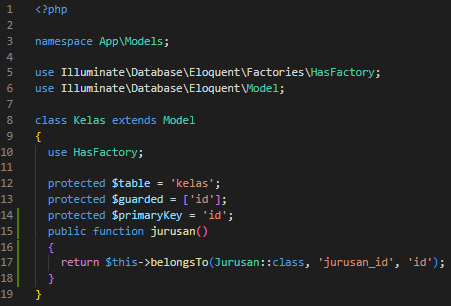 1 <?php
2
3 namespace App\Models;
4
5 use Illuminate\Database\Eloquent\Factories\HasFactory;
6 use Illuminate\Database\Eloquent\Model;
7
8 class Kelas extends Model
9 {
10 use HasFactory;
11
12 protected $table = 'kelas';
13 protected $guarded = ['id'];
14 protected $primaryKey = 'id';
15 public function jurusan()
16 {
17 return $this->belongsTo(Jurusan::class, 'jurusan_id', 'id');
18 }
19 }